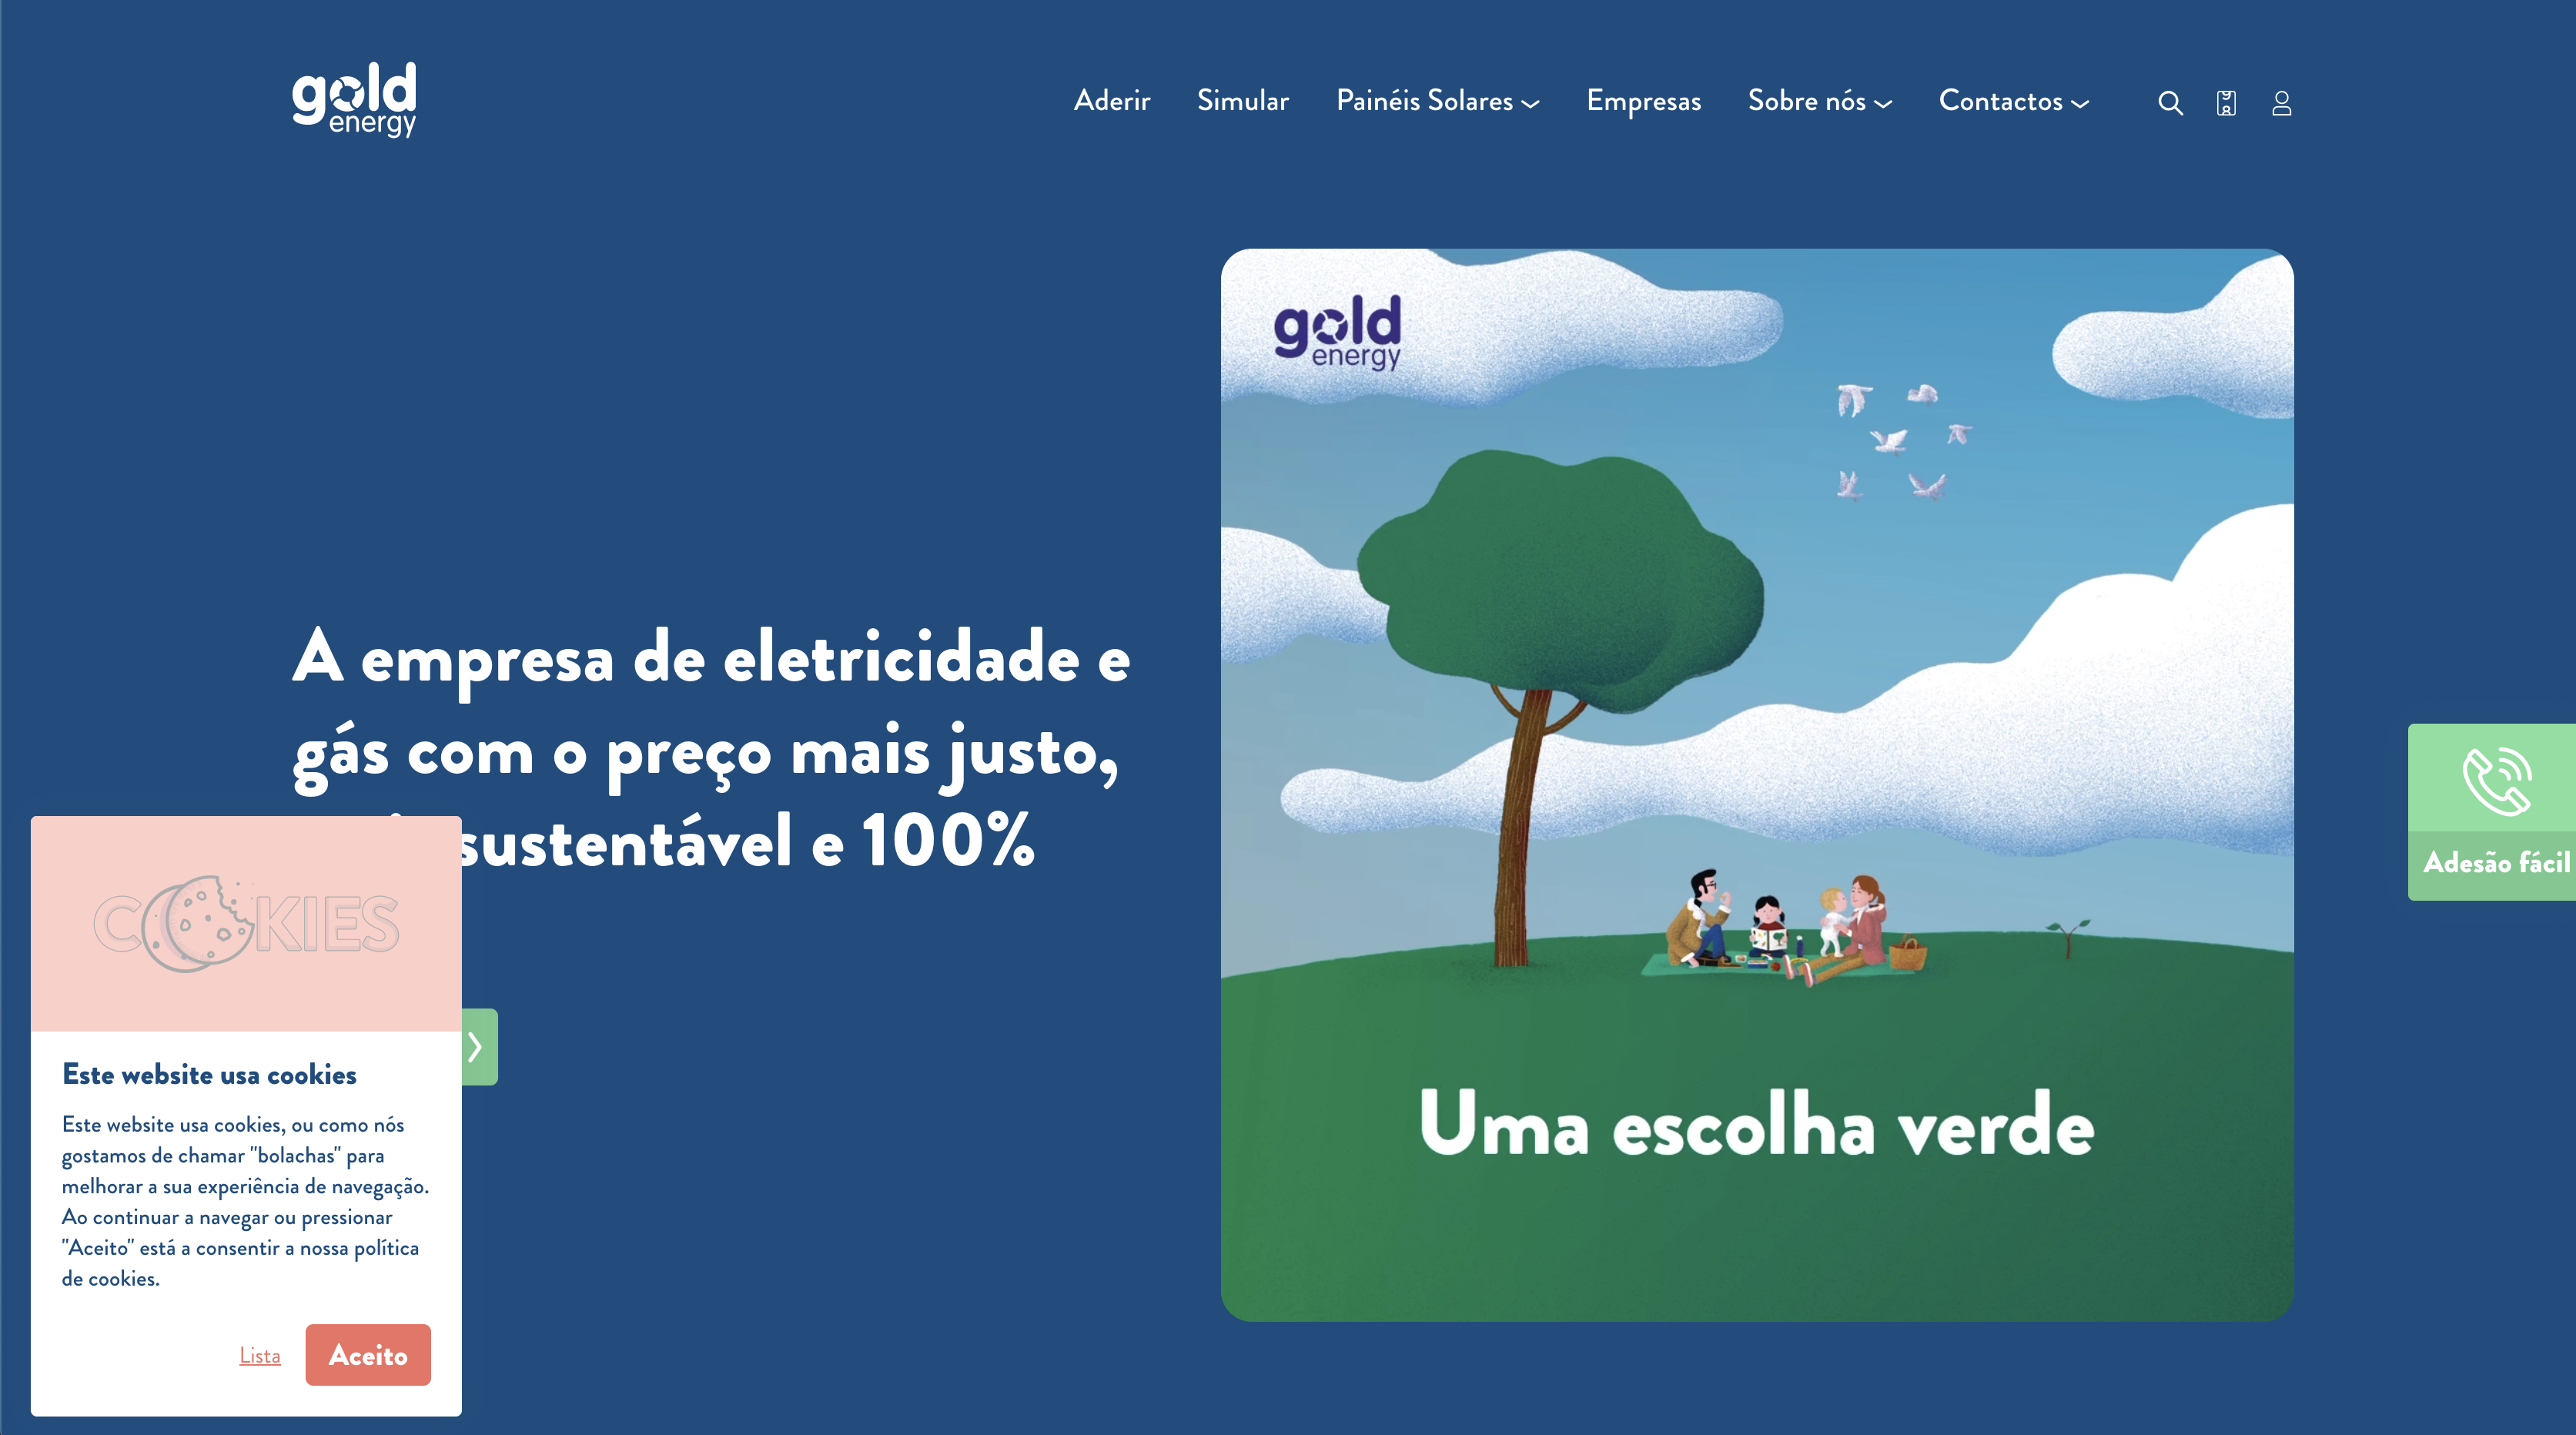 gold
energy
Aderir Simular Painéis Solares Empresas Sobre nós Contactos
gold
energy
A empresa de eletricidade e
gás com o preço mais justo,
sustentável e 100%
Adesão fácil
COOKIES
Este website usa cookies
Este website usa cookies, ou como nós
gostamos de chamar "bolachas" para
melhorar a sua experiência de navegação.
Ao continuar a navegar ou pressionar
"Aceito" está a consentir a nossa política
de cookies.
Lista Aceito
Uma escolha verde